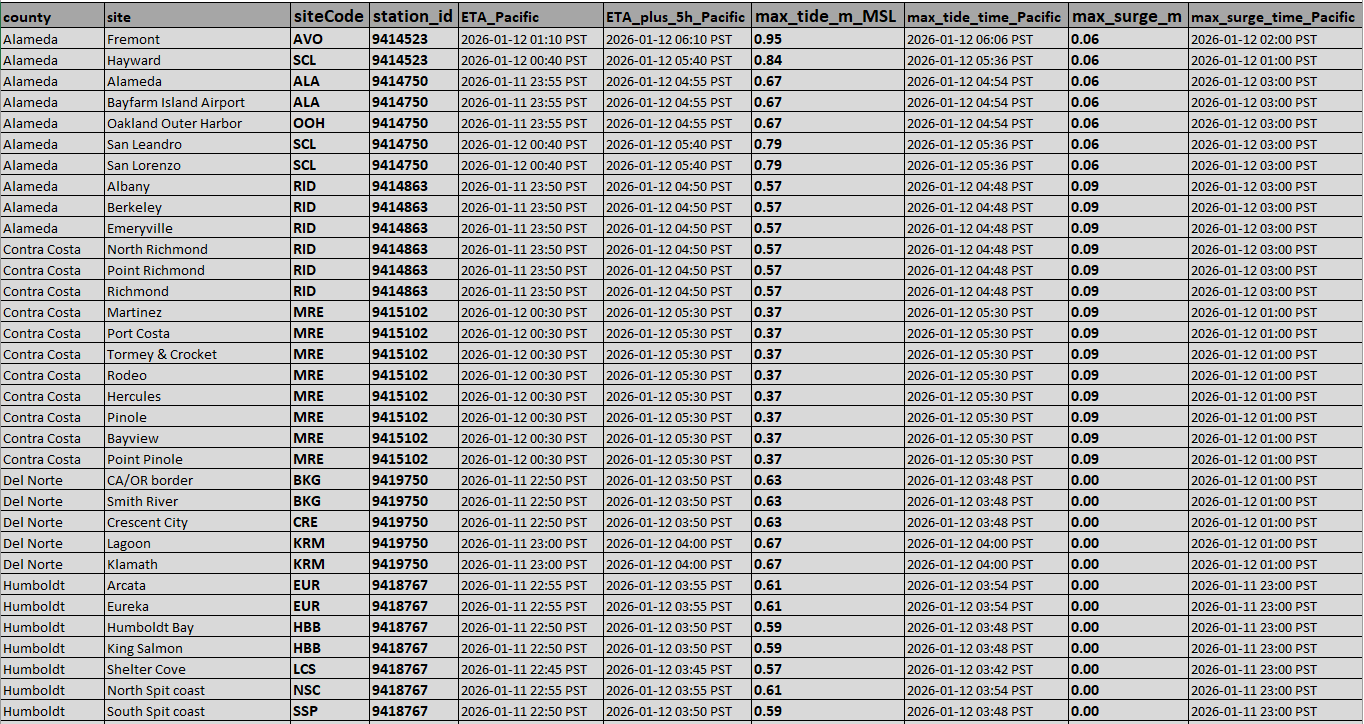 county site siteCode station_id ETA_Pacific ETA_plus_5h_Pacific max_tide_m_MSL max_tide_time_Pacific max_surge_m max_surge_time_Pacific
Alameda Fremont AVO 9414523 2026-01-12 01:10 PST 2026-01-12 06:10 PST 0.95 2026-01-12 06:06 PST 0.06 2026-01-12 02:00 PST
Alameda Hayward SCL 9414523 2026-01-12 00:40 PST 2026-01-12 05:40 PST 0.84 2026-01-12 05:36 PST 0.06 2026-01-12 01:00 PST
Alameda Alameda ALA 9414750 2026-01-11 23:55 PST 2026-01-12 04:55 PST 0.67 2026-01-12 04:54 PST 0.06 2026-01-12 03:00 PST
Alameda Bayfarm Island Airport ALA 9414750 2026-01-11 23:55 PST 2026-01-12 04:55 PST 0.67 2026-01-12 04:54 PST 0.06 2026-01-12 03:00 PST
Alameda Oakland Outer Harbor OOH 9414750 2026-01-11 23:55 PST 2026-01-12 04:55 PST 0.67 2026-01-12 04:54 PST 0.06 2026-01-12 03:00 PST
Alameda San Leandro SCL 9414750 2026-01-12 00:40 PST 2026-01-12 05:40 PST 0.79 2026-01-12 05:36 PST 0.06 2026-01-12 03:00 PST
Alameda San Lorenzo SCL 9414750 2026-01-12 00:40 PST 2026-01-12 05:40 PST 0.79 2026-01-12 05:36 PST 0.06 2026-01-12 03:00 PST
Alameda Albany RID 9414863 2026-01-11 23:50 PST 2026-01-12 04:50 PST 0.57 2026-01-12 04:48 PST 0.09 2026-01-12 03:00 PST
Alameda Berkeley RID 9414863 2026-01-11 23:50 PST 2026-01-12 04:50 PST 0.57 2026-01-12 04:48 PST 0.09 2026-01-12 03:00 PST
Alameda Emeryville RID 9414863 2026-01-11 23:50 PST 2026-01-12 04:50 PST 0.57 2026-01-12 04:48 PST 0.09 2026-01-12 03:00 PST
Contra Costa North Richmond RID 9414863 2026-01-11 23:50 PST 2026-01-12 04:50 PST 0.57 2026-01-12 04:48 PST 0.09 2026-01-12 03:00 PST
Contra Costa Point Richmond RID 9414863 2026-01-11 23:50 PST 2026-01-12 04:50 PST 0.57 2026-01-12 04:48 PST 0.09 2026-01-12 03:00 PST
Contra Costa Richmond RID 9414863 2026-01-11 23:50 PST 2026-01-12 04:50 PST 0.57 2026-01-12 04:48 PST 0.09 2026-01-12 03:00 PST
Contra Costa Martinez MRE 9415102 2026-01-12 00:30 PST 2026-01-12 05:30 PST 0.37 2026-01-12 05:30 PST 0.09 2026-01-12 01:00 PST
Contra Costa Port Costa MRE 9415102 2026-01-12 00:30 PST 2026-01-12 05:30 PST 0.37 2026-01-12 05:30 PST 0.09 2026-01-12 01:00 PST
Contra Costa Tormey & Crocket MRE 9415102 2026-01-12 00:30 PST 2026-01-12 05:30 PST 0.37 2026-01-12 05:30 PST 0.09 2026-01-12 01:00 PST
Contra Costa Rodeo MRE 9415102 2026-01-12 00:30 PST 2026-01-12 05:30 PST 0.37 2026-01-12 05:30 PST 0.09 2026-01-12 01:00 PST
Contra Costa Hercules MRE 9415102 2026-01-12 00:30 PST 2026-01-12 05:30 PST 0.37 2026-01-12 05:30 PST 0.09 2026-01-12 01:00 PST
Contra Costa Pinole MRE 9415102 2026-01-12 00:30 PST 2026-01-12 05:30 PST 0.37 2026-01-12 05:30 PST 0.09 2026-01-12 01:00 PST
Contra Costa Bayview MRE 9415102 2026-01-12 00:30 PST 2026-01-12 05:30 PST 0.37 2026-01-12 05:30 PST 0.09 2026-01-12 01:00 PST
Contra Costa Point Pinole MRE 9415102 2026-01-12 00:30 PST 2026-01-12 05:30 PST 0.37 2026-01-12 05:30 PST 0.09 2026-01-12 01:00 PST
Del Norte CA/OR border BKG 9419750 2026-01-11 22:50 PST 2026-01-12 03:50 PST 0.63 2026-01-12 03:48 PST 0.00 2026-01-12 01:00 PST
Del Norte Smith River BKG 9419750 2026-01-11 22:50 PST 2026-01-12 03:50 PST 0.63 2026-01-12 03:48 PST 0.00 2026-01-12 01:00 PST
Del Norte Crescent City CRE 9419750 2026-01-11 22:50 PST 2026-01-12 03:50 PST 0.63 2026-01-12 03:48 PST 0.00 2026-01-12 01:00 PST
Del Norte Lagoon KRM 9419750 2026-01-11 23:00 PST 2026-01-12 04:00 PST 0.67 2026-01-12 04:00 PST 0.00 2026-01-12 01:00 PST
Del Norte Klamath KRM 9419750 2026-01-11 23:00 PST 2026-01-12 04:00 PST 0.67 2026-01-12 04:00 PST 0.00 2026-01-12 01:00 PST
Humboldt Arcata EUR 9418767 2026-01-11 22:55 PST 2026-01-12 03:55 PST 0.61 2026-01-12 03:54 PST 0.00 2026-01-11 23:00 PST
Humboldt Eureka EUR 9418767 2026-01-11 22:55 PST 2026-01-12 03:55 PST 0.61 2026-01-12 03:54 PST 0.00 2026-01-11 23:00 PST
Humboldt Humboldt Bay HBB 9418767 2026-01-11 22:50 PST 2026-01-12 03:50 PST 0.59 2026-01-12 03:48 PST 0.00 2026-01-11 23:00 PST
Humboldt King Salmon HBB 9418767 2026-01-11 22:50 PST 2026-01-12 03:50 PST 0.59 2026-01-12 03:48 PST 0.00 2026-01-11 23:00 PST
Humboldt Shelter Cove LCS 9418767 2026-01-11 22:45 PST 2026-01-12 03:45 PST 0.57 2026-01-12 03:42 PST 0.00 2026-01-11 23:00 PST
Humboldt North Spit coast NSC 9418767 2026-01-11 22:55 PST 2026-01-12 03:55 PST 0.61 2026-01-12 03:54 PST 0.00 2026-01-11 23:00 PST
Humboldt South Spit coast SSP 9418767 2026-01-11 22:50 PST 2026-01-12 03:50 PST 0.59 2026-01-12 03:48 PST 0.00 2026-01-11 23:00 PST